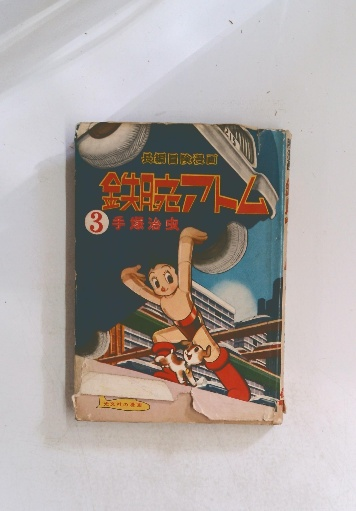 長編冒険漫画
鉄腕アトム
3 手塚治虫